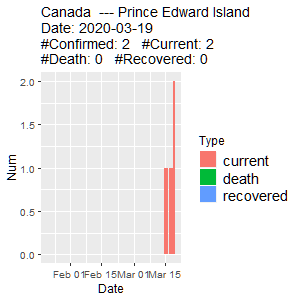 Canada  --- Prince Edward Island
Date: 2020-03-19
#Confirmed: 2   #Current: 2
#Death: 0   #Recovered: 0
2.0
1.5
1.0
0.5
0.0
Num
Feb 01 Feb 15 Mar 01 Mar 15
Date
Type
current
death
recovered